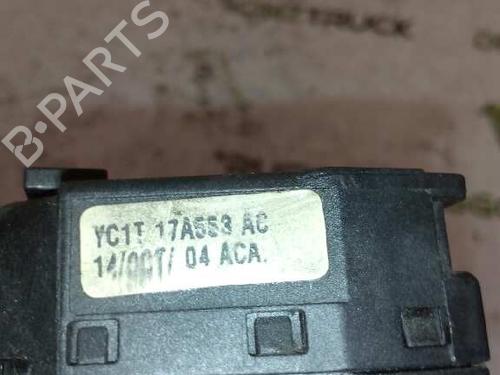 B-PARTS
YC1T 17A553 AC
14/OCT/ 04 ACA.